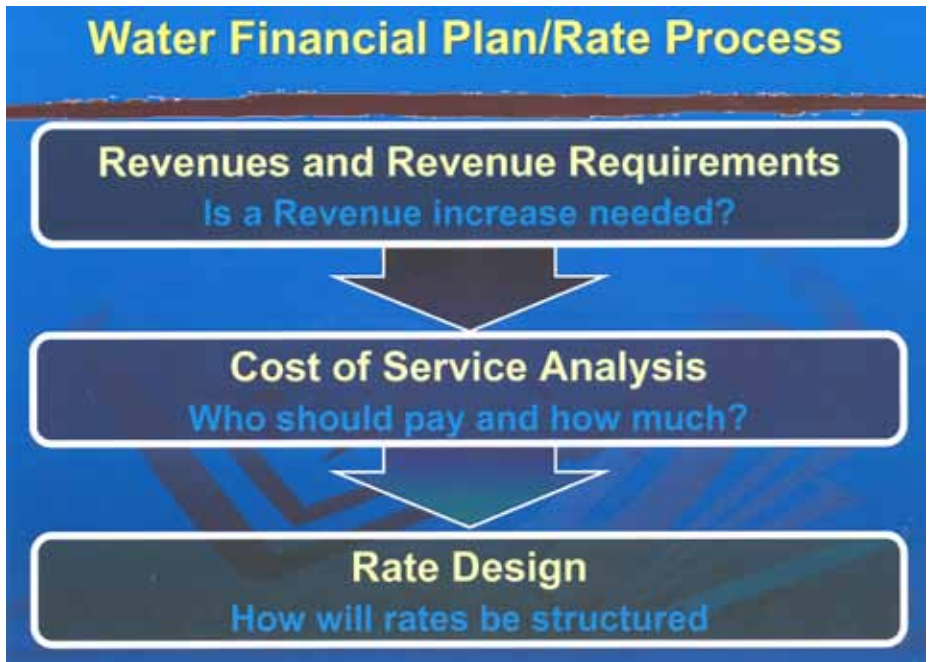 Water Financial Plan/Rate Process
Revenues and Revenue Requirements
Is a Revenue increase needed?
Cost of Service Analysis
Who should pay and how much?
Rate Design
How will rates be structured